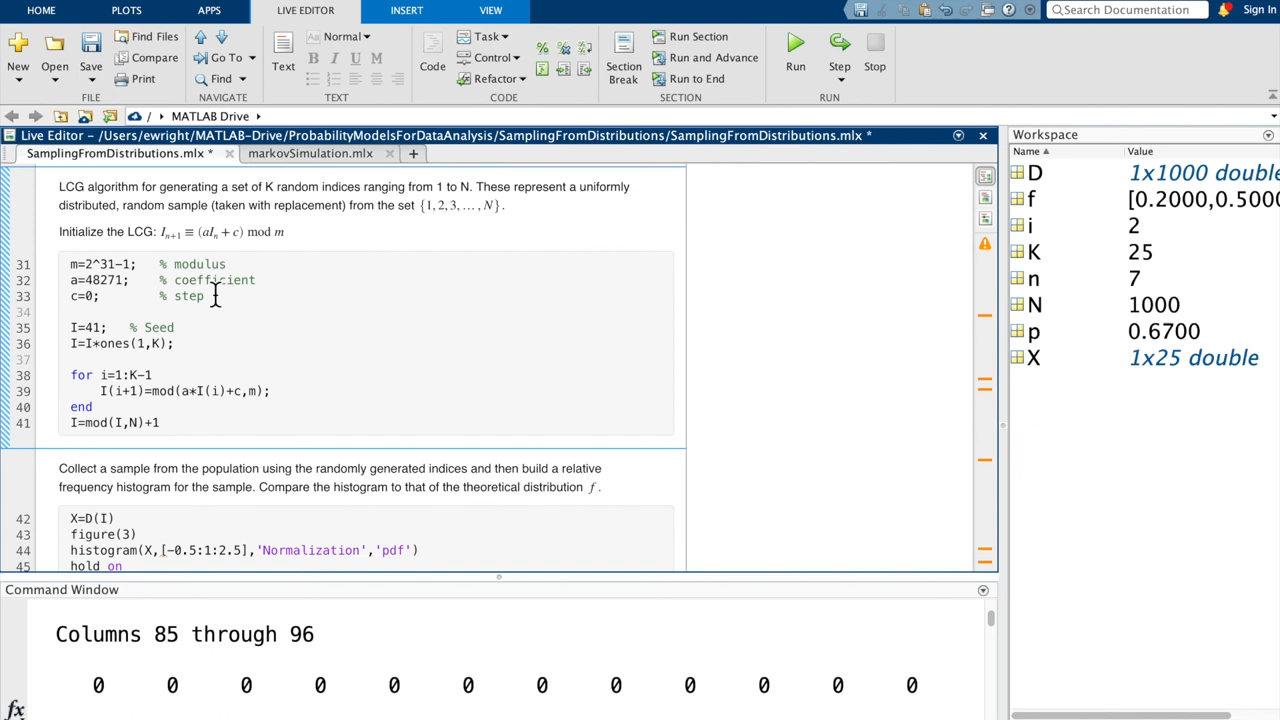 HOME PLOTS APPS LIVE EDITOR INSERT VIEW
Search Documentation
Sign In
New
Open
Save
Find Files
Compare
Print
Go To
Find
Text
Normal
B I U M
Code
Task
Control
Refactor
Section Break
Run Section
Run and Advance
Run to End
Run
Step
Stop
FILE NAVIGATE TEXT CODE SECTION RUN
/ ▸ MATLAB Drive ▸
Live Editor – /Users/ewright/MATLAB-Drive/ProbabilityModelsForDataAnalysis/SamplingFromDistributions/SamplingFromDistributions.mlx *
SamplingFromDistributions.mlx * markovSimulation.mlx
LCG algorithm for generating a set of K random indices ranging from 1 to N. These represent a uniformly
distributed, random sample (taken with replacement) from the set {1, 2, 3, … , N}.
Initialize the LCG: Iₙ₊₁ ≡ (aIₙ + c) mod m
31 m=2^31-1; % modulus
32 a=48271; % coefficient
33 c=0; % step
34
35 I=41; % Seed
36 I=I*ones(1,K);
37
38 for i=1:K-1
39 I(i+1)=mod(a*I(i)+c,m);
40 end
41 I=mod(I,N)+1
Collect a sample from the population using the randomly generated indices and then build a relative
frequency histogram for the sample. Compare the histogram to that of the theoretical distribution f .
42 X=D(I)
43 figure(3)
44 histogram(X,[-0.5:1:2.5],'Normalization','pdf')
45 hold on
Command Window
Columns 85 through 96
0 0 0 0 0 0 0 0 0 0 0 0
fx
Workspace
Name Value
D 1x1000 double
f [0.2000,0.5000
i 2
K 25
n 7
N 1000
p 0.6700
X 1x25 double